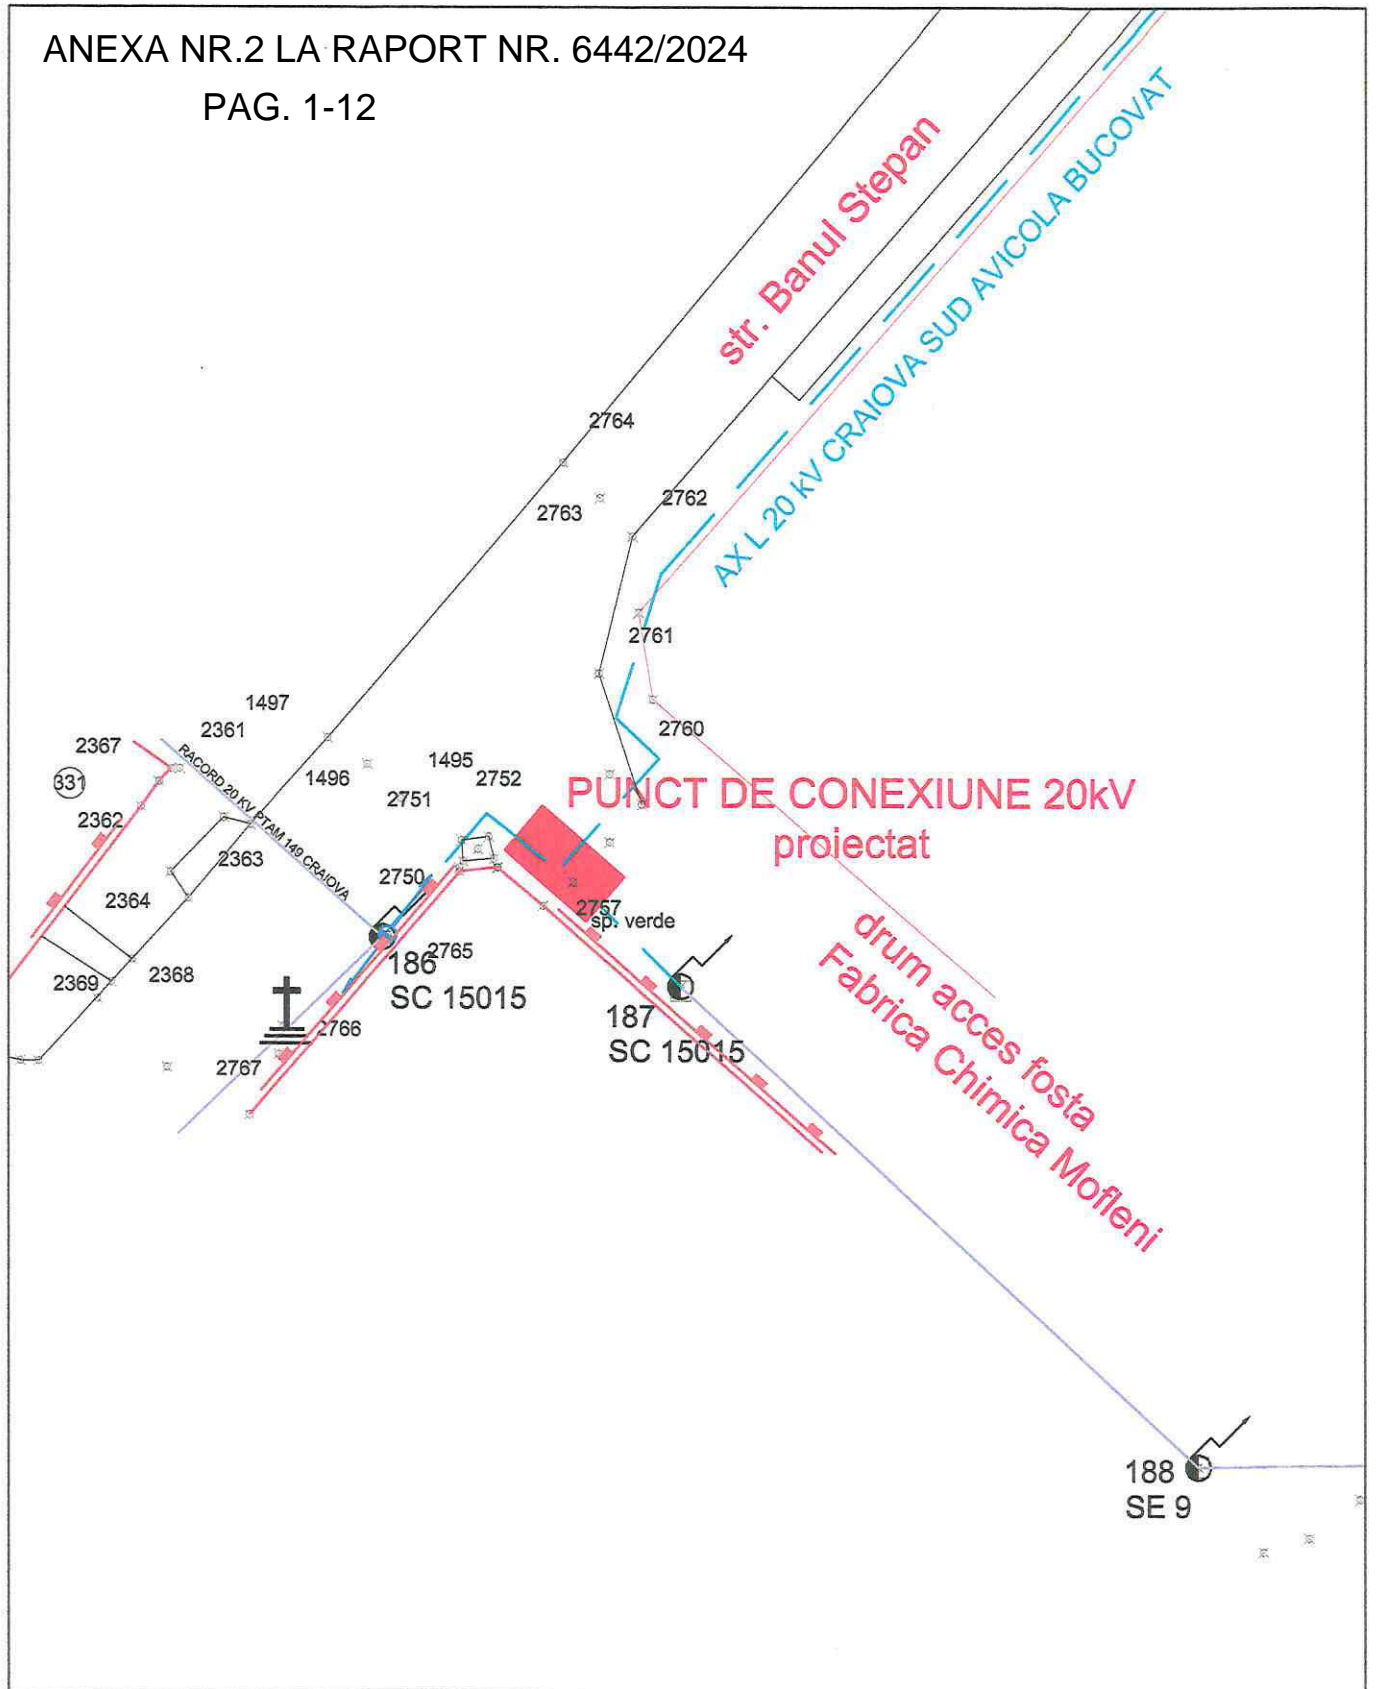 ANEXA NR.2 LA RAPORT NR. 6442/2024
PAG. 1-12
str. Banul Stepan
AX L 20 kV CRAIOVA SUD AVICOLA BUCOVAT
2764
2763
2762
2761
2760
1497
2361
2367
331
2362
1496
1495
2752
2751
RACORD 20 KV PTAM 149 CRAIOVA
PUNCT DE CONEXIUNE 20kV
proiectat
2363
2364
2750
2757
sp. verde
2765
186
SC 15015
2369
2368
2766
2767
187
SC 15015
drum acces fosta
Fabrica Chimica Mofleni
188
SE 9